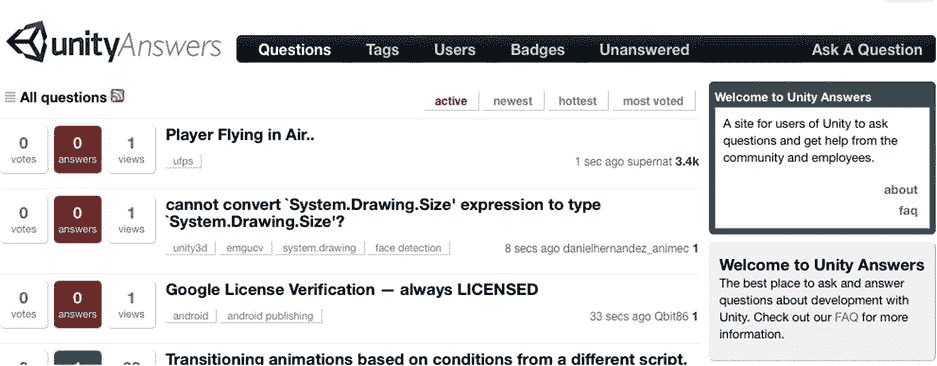 unityAnswers
Questions Tags Users Badges Unanswered Ask A Question
All questions
active newest hottest most voted
0 votes 0 answers 1 views
Player Flying in Air..
ufps
1 sec ago supernat 3.4k
0 votes 0 answers 1 views
cannot convert `System.Drawing.Size' expression to type
`System.Drawing.Size'?
unity3d emgucv system.drawing face detection
8 secs ago danielhernandez_animec 1
0 votes 0 answers 1 views
Google License Verification — always LICENSED
android android publishing
33 secs ago Qbit86 1
Transitioning animations based on conditions from a different script.
Welcome to Unity Answers
A site for users of Unity to ask
questions and get help from the
community and employees.
about
faq
Welcome to Unity Answers
The best place to ask and answer
questions about development with
Unity. Check out our FAQ for more
information.